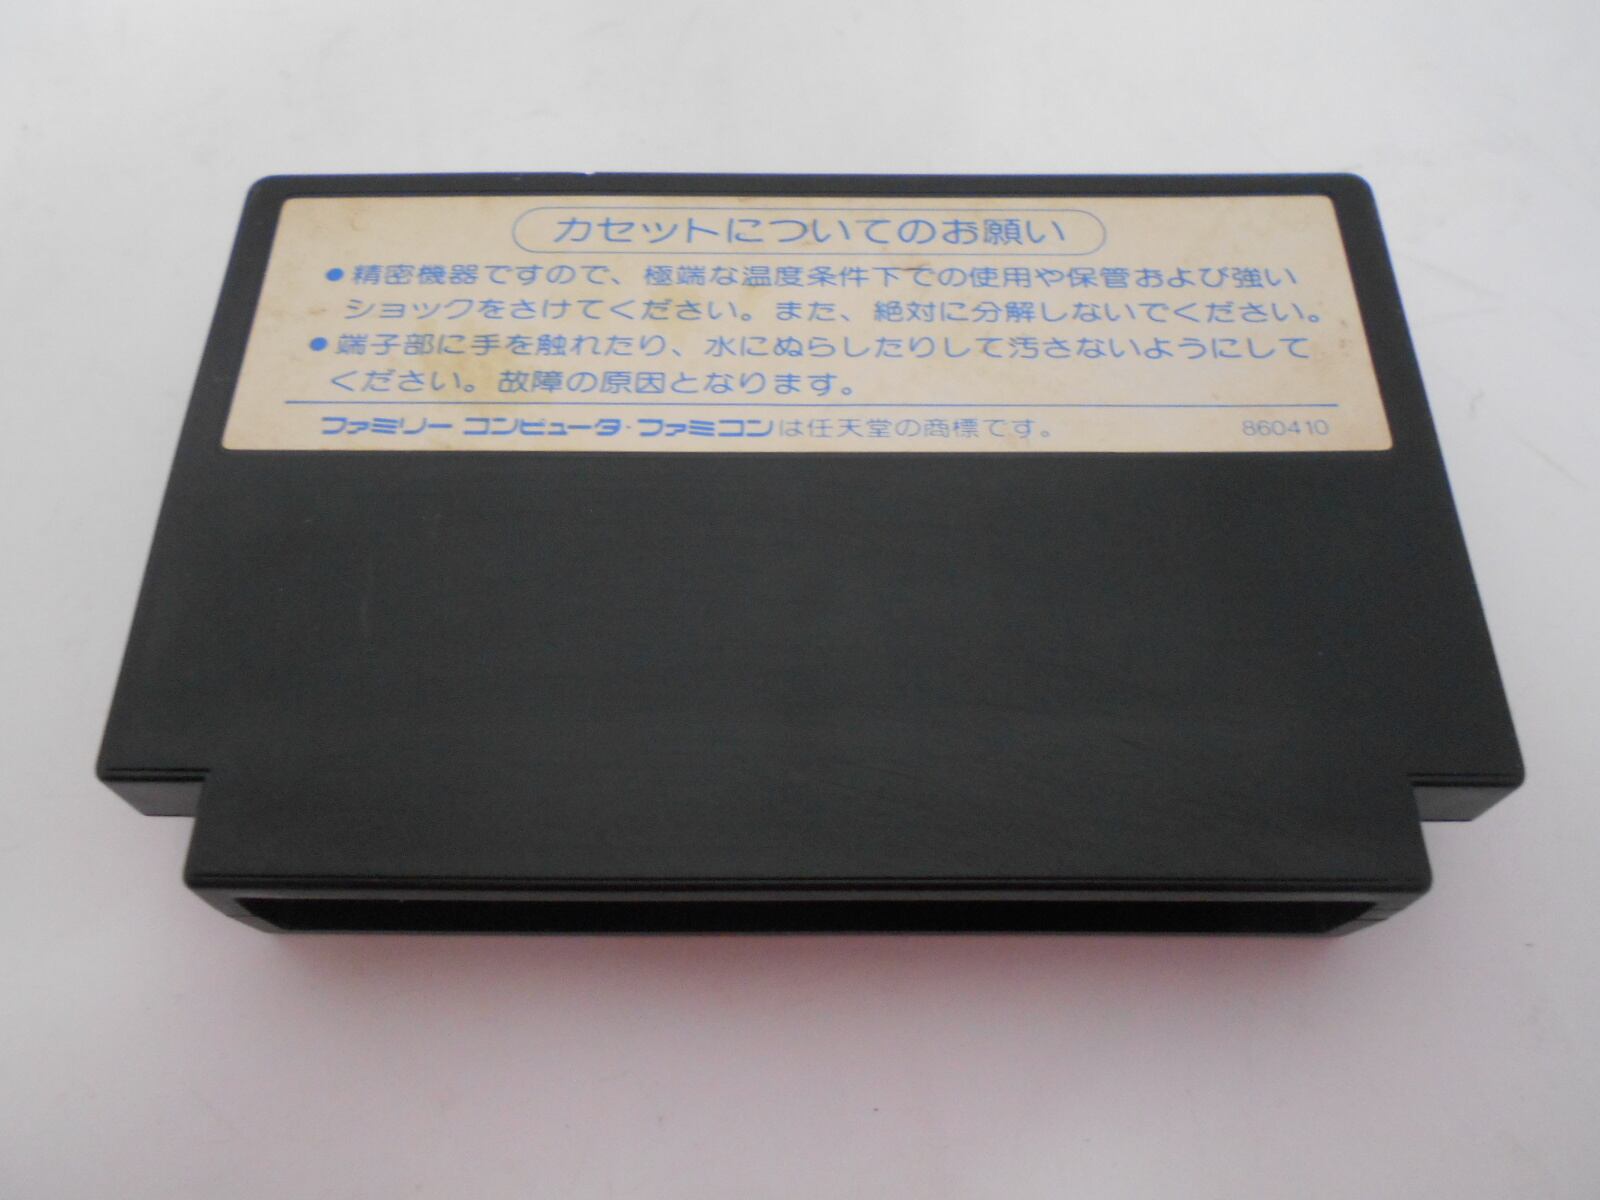 カセットについてのお願い
●精密機器ですので、極端な温度条件下での使用や保管および強い
ショックをさけてください。また、絶対に分解しないでください。
●端子部に手を触れたり、水にぬらしたりして汚さないようにして
ください。故障の原因となります。
ファミリー コンピュータ・ファミコンは任天堂の商標です。 860410